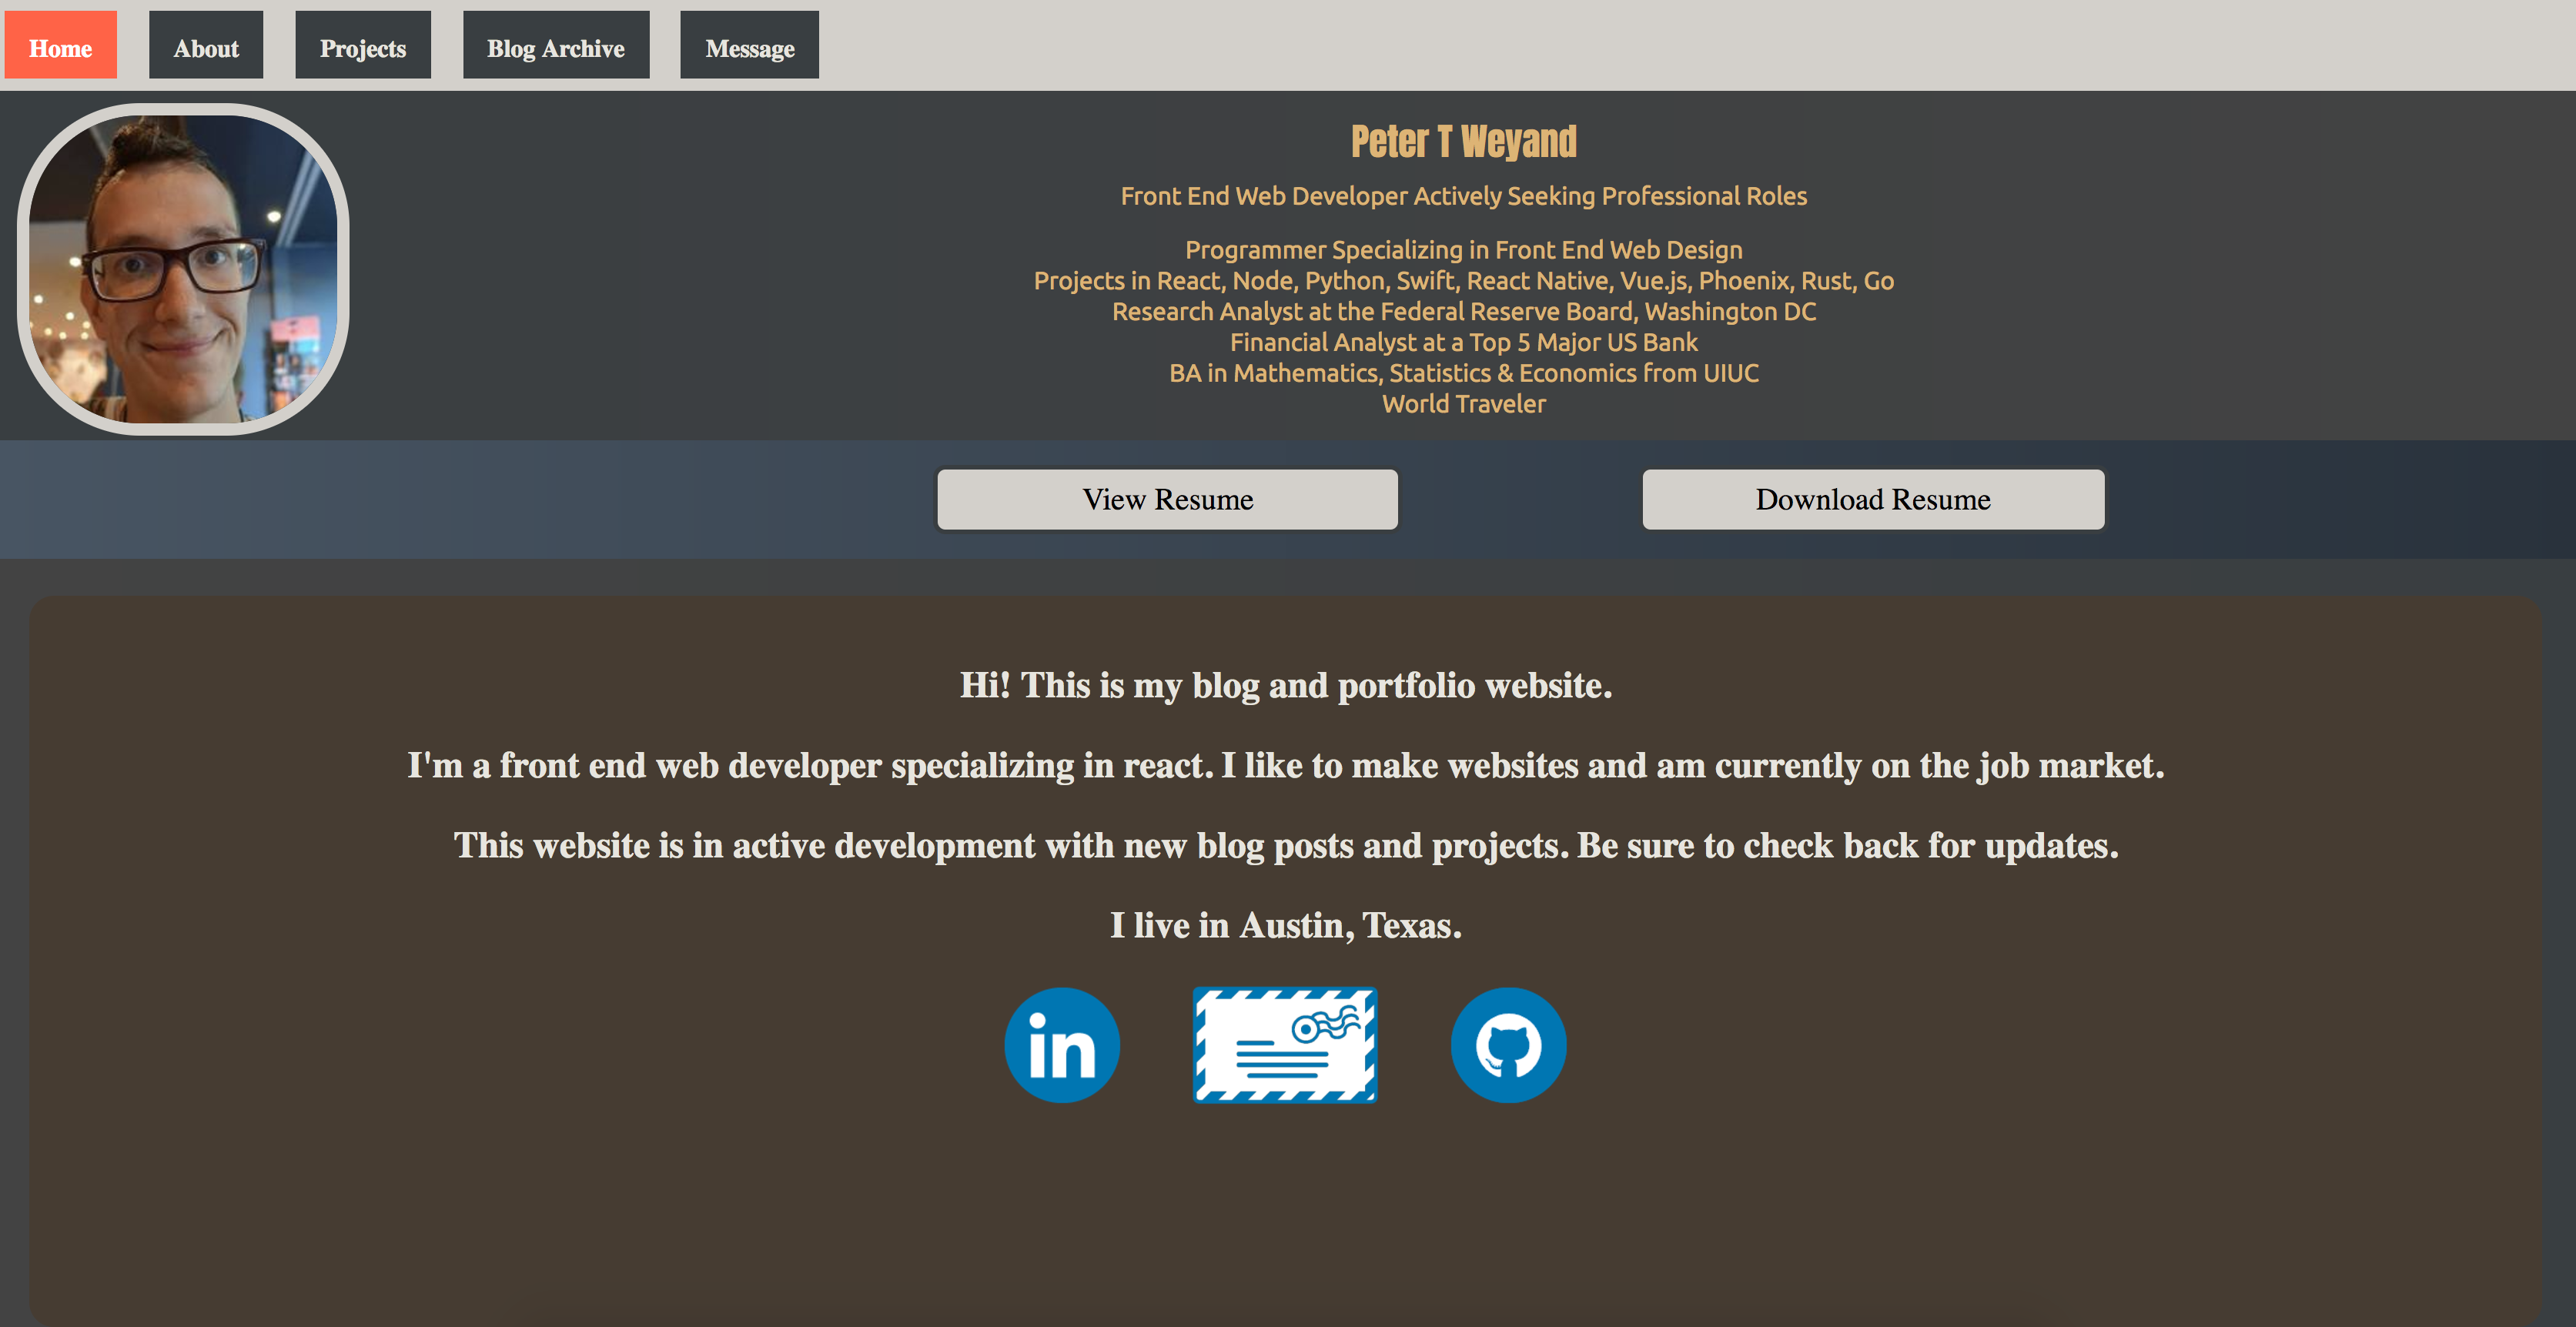 Home
About
Projects
Blog Archive
Message
Peter T Weyand
Front End Web Developer Actively Seeking Professional Roles
Programmer Specializing in Front End Web Design
Projects in React, Node, Python, Swift, React Native, Vue.js, Phoenix, Rust, Go
Research Analyst at the Federal Reserve Board, Washington DC
Financial Analyst at a Top 5 Major US Bank
BA in Mathematics, Statistics & Economics from UIUC
World Traveler
View Resume
Download Resume
Hi! This is my blog and portfolio website.
I'm a front end web developer specializing in react. I like to make websites and am currently on the job market.
This website is in active development with new blog posts and projects. Be sure to check back for updates.
I live in Austin, Texas.
in